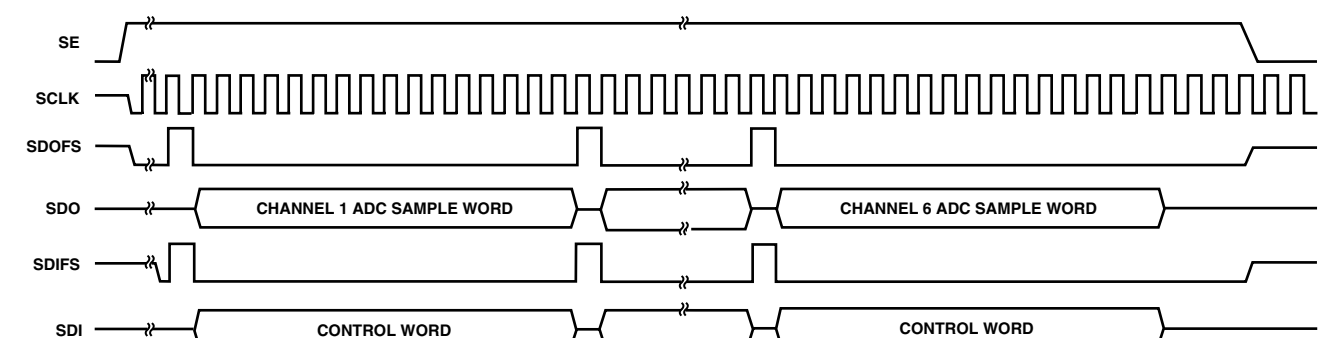 SE
SCLK
SDOFS
SDO CHANNEL 1 ADC SAMPLE WORD CHANNEL 6 ADC SAMPLE WORD
SDIFS
SDI CONTROL WORD CONTROL WORD